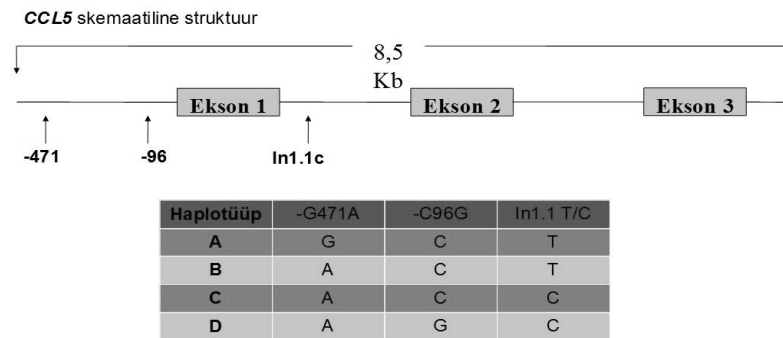 CCL5 skemaatiline struktuur
8,5
Kb
Ekson 1 Ekson 2 Ekson 3
-471 -96 In1.1c
Haplotüüp -G471A -C96G In1.1 T/C
A G C T
B A C T
C A C C
D A G C